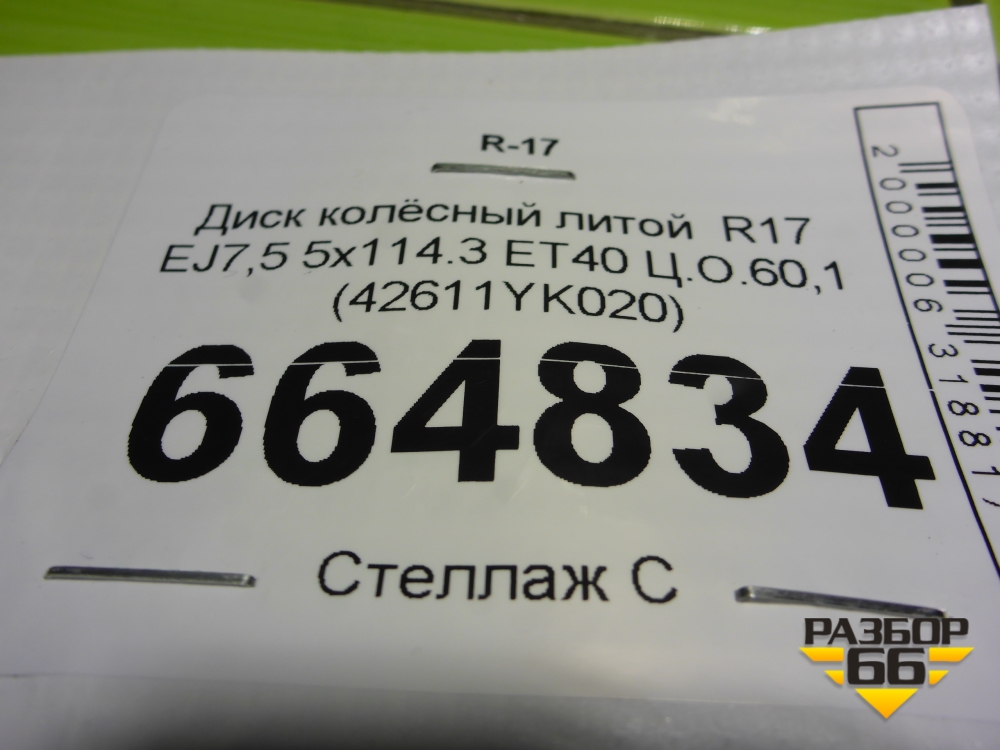 R-17
Диск колёсный литой R17
EJ7,5 5x114.3 ET40 Ц.О.60,1
(42611YK020)
664834
Стеллаж С
РАЗБОР
66